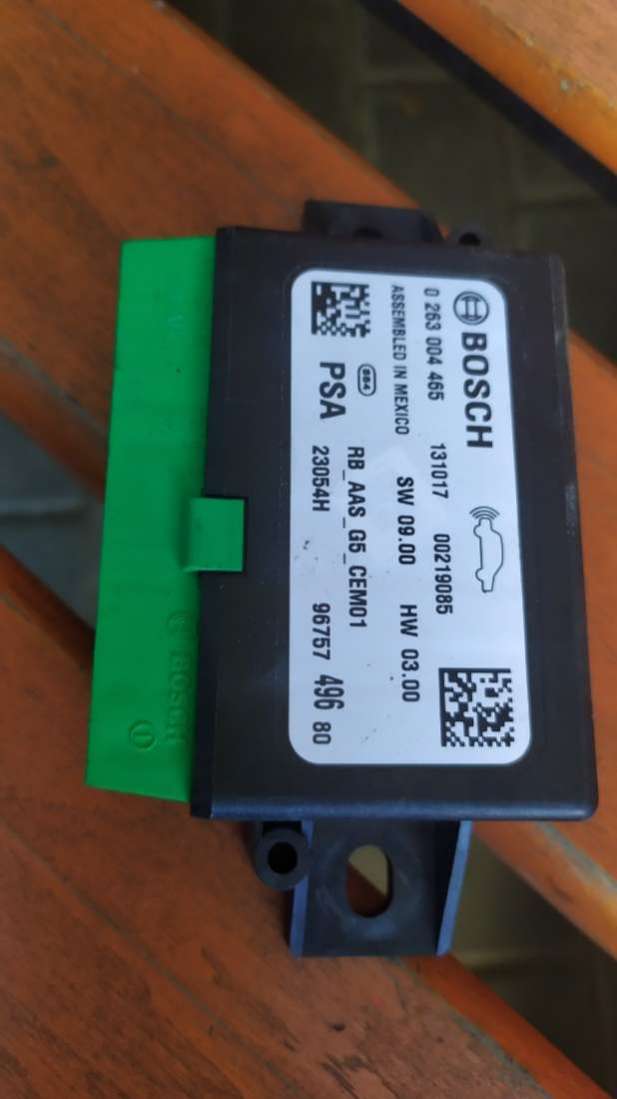 BOSCH
0 263 004 465 131017 00219085
ASSEMBLED IN MEXICO SW 09.00 HW 03.00
694
PSA RB_AAS_G5_CEM01
23054H 96757 496 80
BOSCH